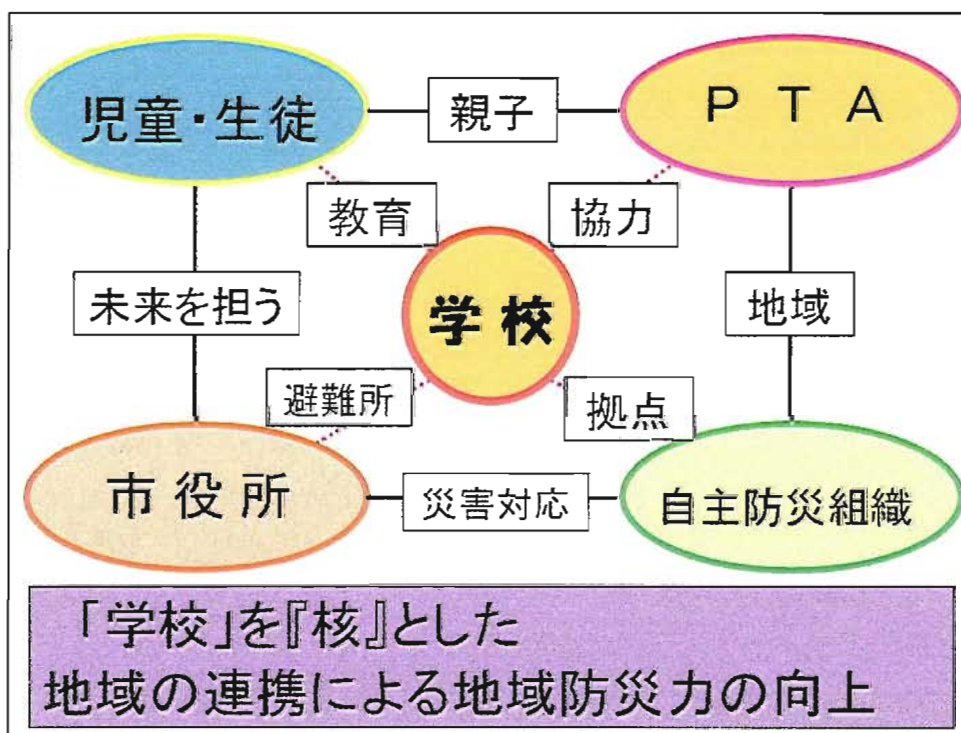 児童・生徒
親子
P T A
教育
協力
学校
未来を担う
地域
避難所
拠点
市役所
災害対応
自主防災組織
「学校」を『核』とした
地域の連携による地域防災力の向上